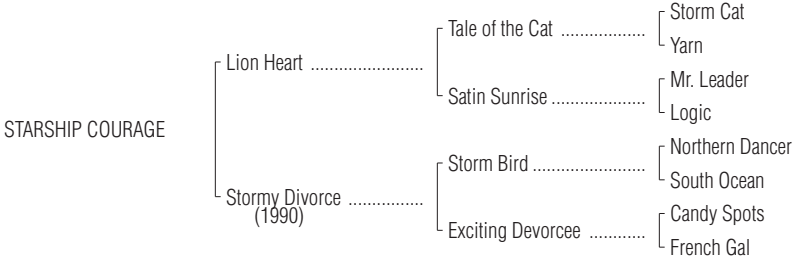 Storm Cat
Tale of the Cat ...................
Yarn
Lion Heart ........................
Mr. Leader
Satin Sunrise ....................
Logic
STARSHIP COURAGE
Northern Dancer
Storm Bird ........................
South Ocean
Stormy Divorce ................
(1990)
Candy Spots
Exciting Devorcee ............
French Gal